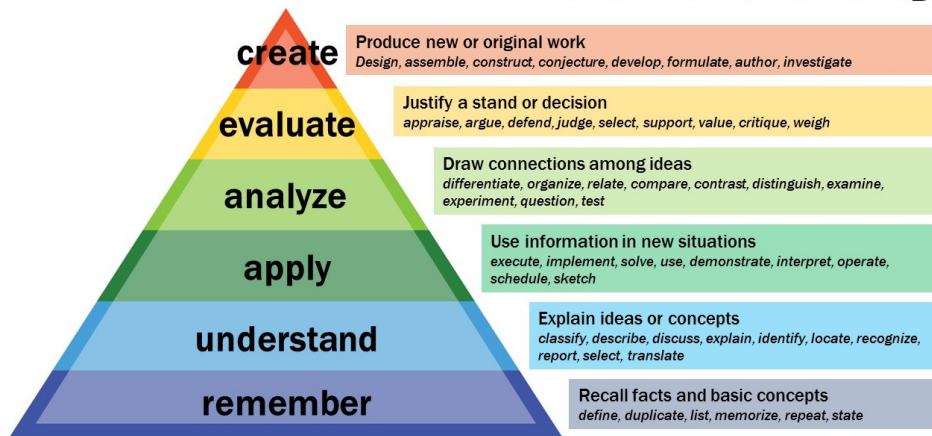 create
Produce new or original work
Design, assemble, construct, conjecture, develop, formulate, author, investigate
evaluate
Justify a stand or decision
appraise, argue, defend, judge, select, support, value, critique, weigh
analyze
Draw connections among ideas
differentiate, organize, relate, compare, contrast, distinguish, examine,
experiment, question, test
apply
Use information in new situations
execute, implement, solve, use, demonstrate, interpret, operate,
schedule, sketch
understand
Explain ideas or concepts
classify, describe, discuss, explain, identify, locate, recognize,
report, select, translate
remember
Recall facts and basic concepts
define, duplicate, list, memorize, repeat, state